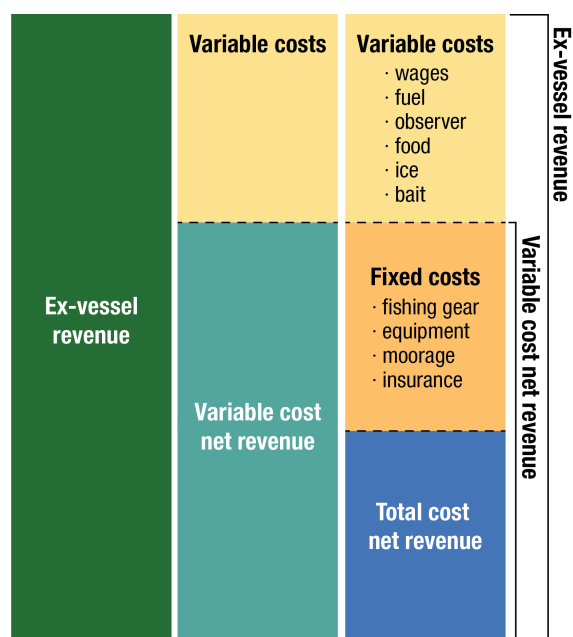 Ex-vessel
revenue
Variable costs
Variable cost
net revenue
Variable costs
· wages
· fuel
· observer
· food
· ice
· bait
Fixed costs
· fishing gear
· equipment
· moorage
· insurance
Total cost
net revenue
Variable cost net revenue
Ex-vessel revenue